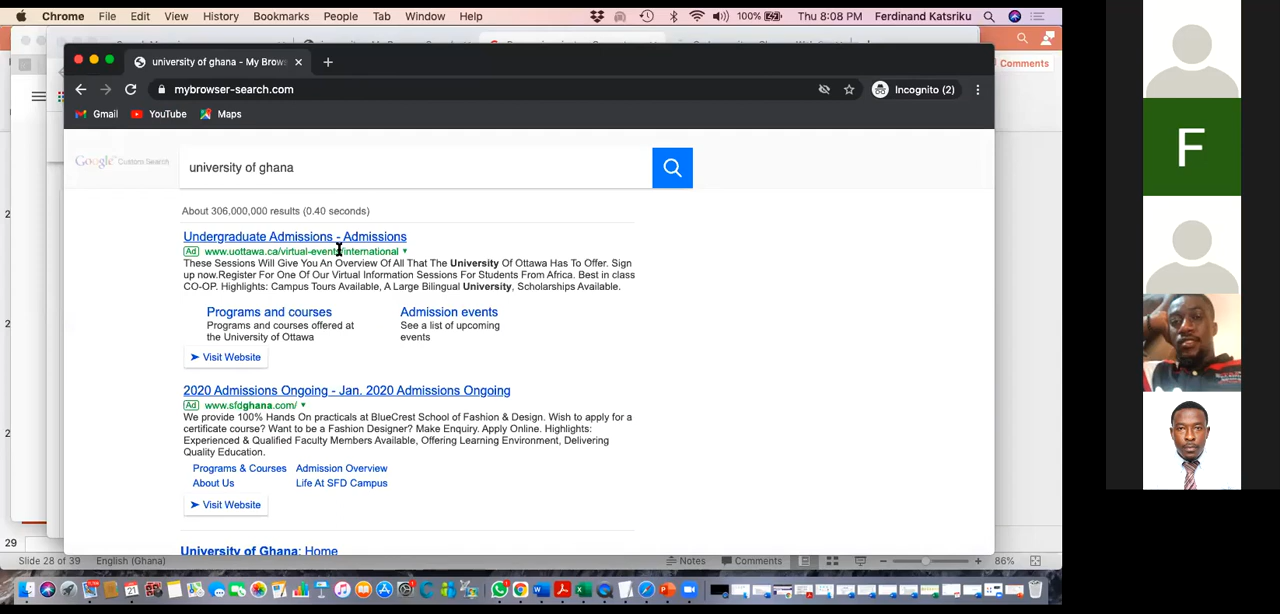 Chrome File Edit View History Bookmarks People Tab Window Help 100% Thu 8:08 PM Ferdinand Katsriku
university of ghana - My Brows
Comments
mybrowser-search.com
Incognito (2)
Gmail YouTube Maps
Google Custom Search
university of ghana
About 306,000,000 results (0.40 seconds)
Undergraduate Admissions - Admissions
Ad www.uottawa.ca/virtual-event/international
These Sessions Will Give You An Overview Of All That The University Of Ottawa Has To Offer. Sign
up now.Register For One Of Our Virtual Information Sessions For Students From Africa. Best in class
CO-OP. Highlights: Campus Tours Available, A Large Bilingual University, Scholarships Available.
Programs and courses
Programs and courses offered at
the University of Ottawa
Admission events
See a list of upcoming
events
Visit Website
2020 Admissions Ongoing - Jan. 2020 Admissions Ongoing
Ad www.sfdghana.com/
We provide 100% Hands On practicals at BlueCrest School of Fashion & Design. Wish to apply for a
certificate course? Want to be a Fashion Designer? Make Enquiry. Apply Online. Highlights:
Experienced & Qualified Faculty Members Available, Offering Learning Environment, Delivering
Quality Education.
Programs & Courses Admission Overview
About Us Life At SFD Campus
Visit Website
University of Ghana: Home
29
Slide 28 of 39 English (Ghana) Notes Comments 86%
F